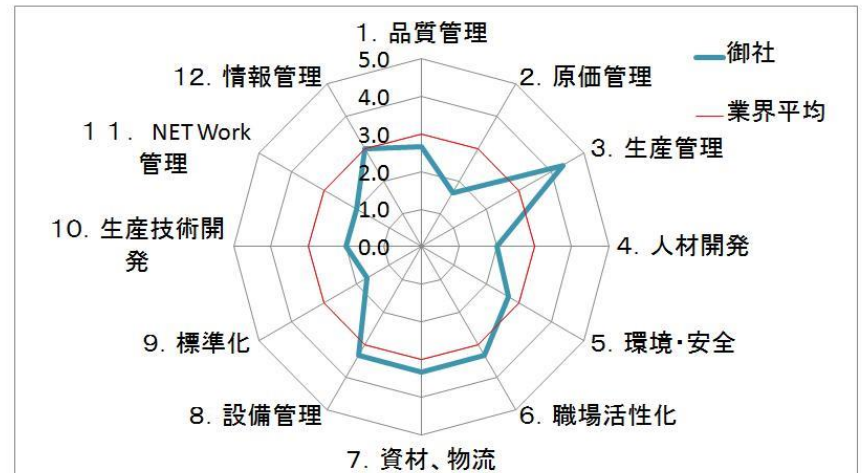 1. 品質管理
2. 原価管理
3. 生産管理
4. 人材開発
5. 環境・安全
6. 職場活性化
7. 資材、物流
8. 設備管理
9. 標準化
10. 生産技術開
発
11. NET Work
管理
12. 情報管理
5.0
4.0
3.0
2.0
1.0
0.0
御社
業界平均